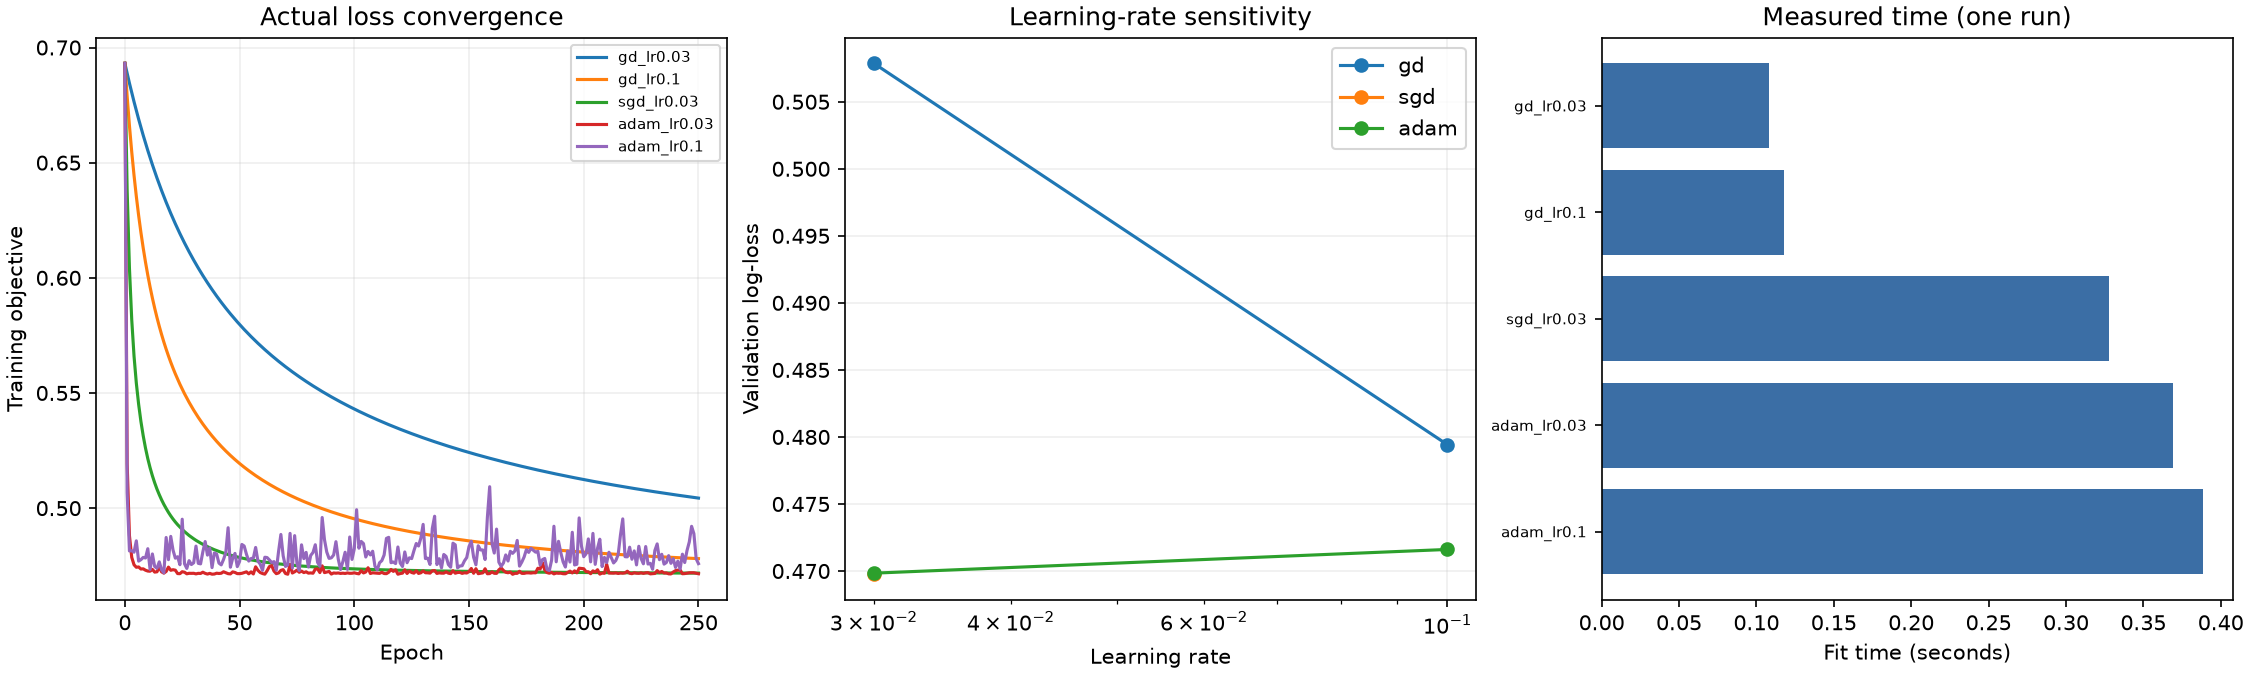 Actual loss convergence
0.70
0.65
0.60
0.55
0.50
Training objective
0
50
100
150
200
250
Epoch
gd_lr0.03
gd_lr0.1
sgd_lr0.03
adam_lr0.03
adam_lr0.1
Learning-rate sensitivity
0.505
0.500
0.495
0.490
0.485
0.480
0.475
0.470
Validation log-loss
3 × 10⁻²
4 × 10⁻²
6 × 10⁻²
10⁻¹
Learning rate
gd
sgd
adam
Measured time (one run)
gd_lr0.03
gd_lr0.1
sgd_lr0.03
adam_lr0.03
adam_lr0.1
0.00
0.05
0.10
0.15
0.20
0.25
0.30
0.35
0.40
Fit time (seconds)